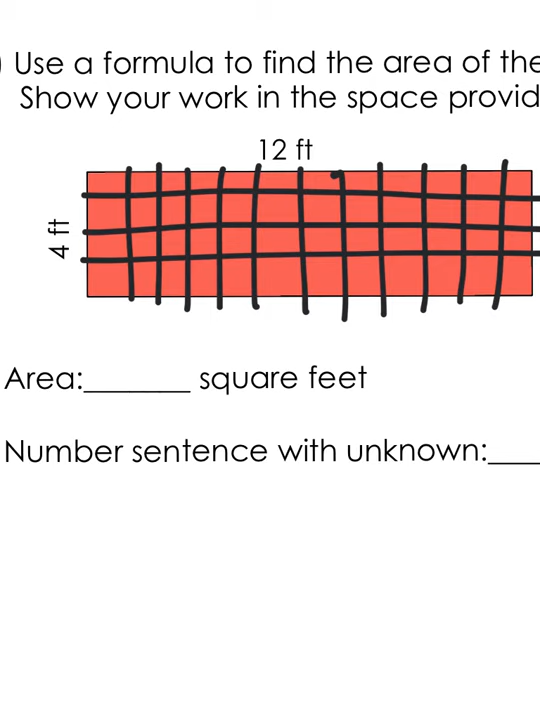 ) Use a formula to find the area of the
Show your work in the space provid
12 ft
4 ft
Area:_______ square feet
Number sentence with unknown:____